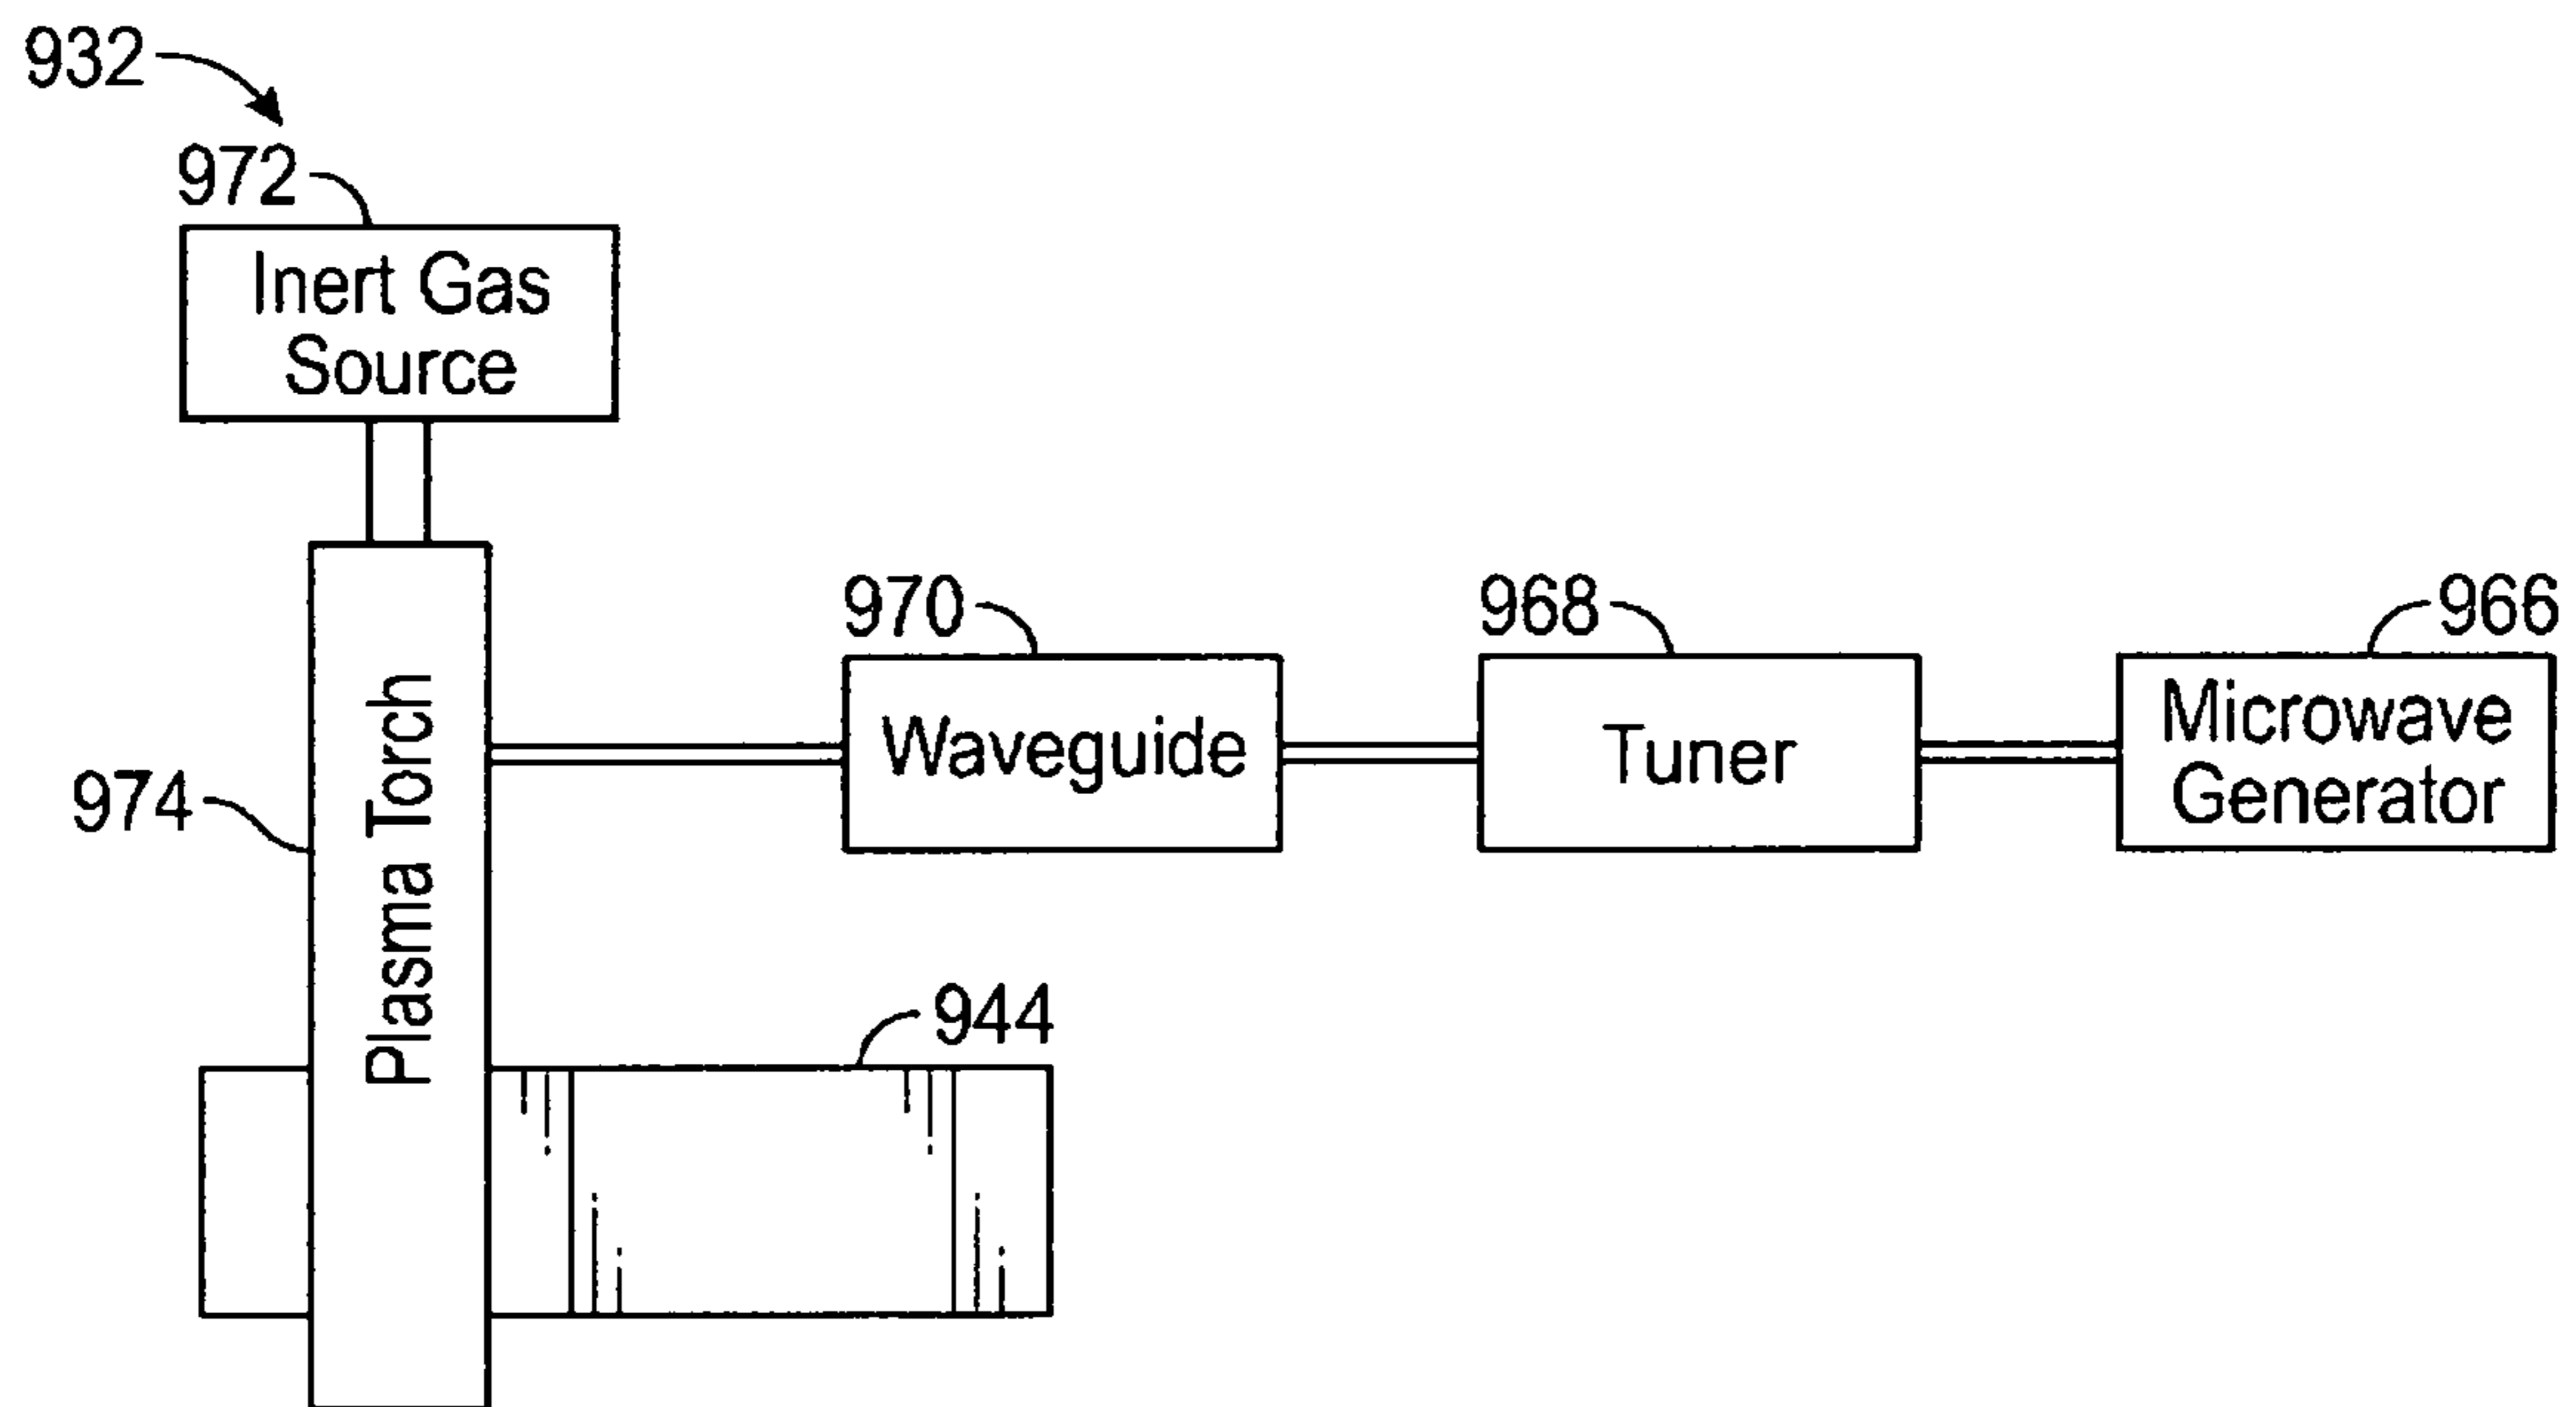 932
972
Inert Gas
Source
970
968
966
Waveguide
Tuner
Microwave
Generator
974
Plasma Torch
944